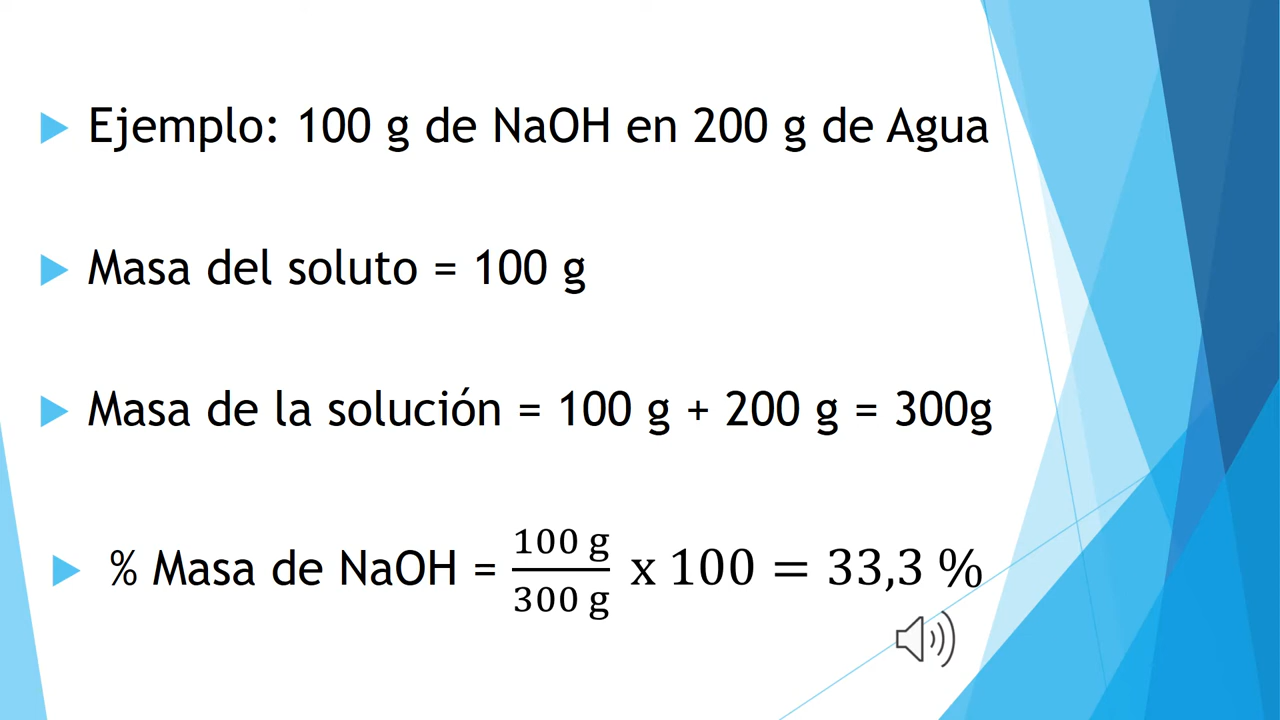 Ejemplo: 100 g de NaOH en 200 g de Agua
Masa del soluto = 100 g
Masa de la solución = 100 g + 200 g = 300g
% Masa de NaOH = 100 g / 300 g x 100 = 33,3 %